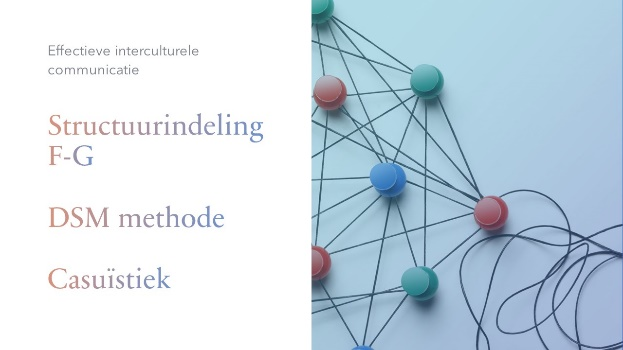 Effectieve interculturele
communicatie
Structuurindeling
F-G
DSM methode
Casuïstiek